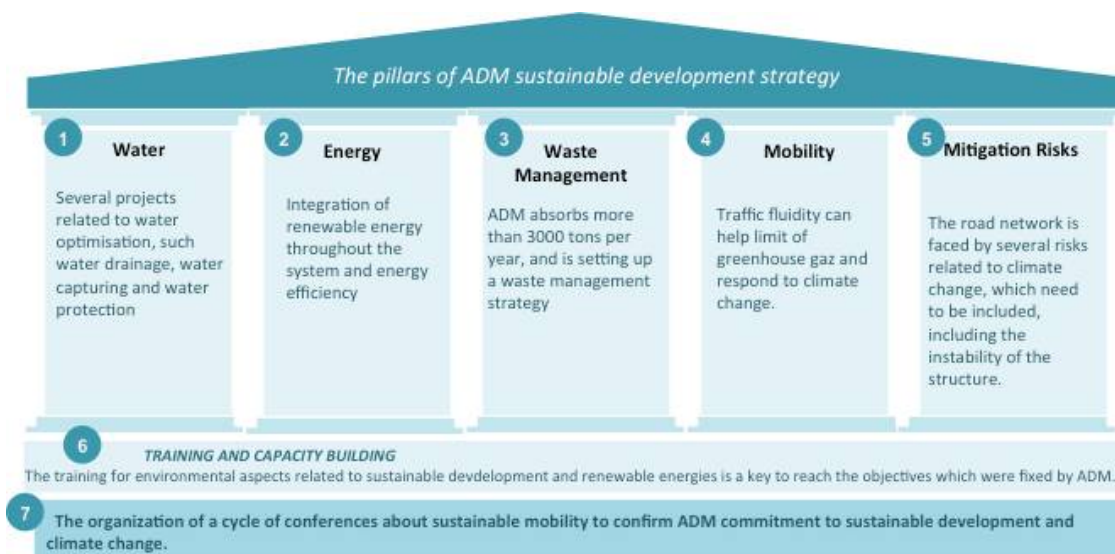 The pillars of ADM sustainable development strategy
1
Water
Several projects
related to water
optimisation, such
water drainage, water
capturing and water
protection
2
Energy
Integration of
renewable energy
throughout the
system and energy
efficiency
3
Waste
Management
ADM absorbs more
than 3000 tons per
year, and is setting up
a waste management
strategy
4
Mobility
Traffic fluidity can
help limit of
greenhouse gaz and
respond to climate
change.
5
Mitigation Risks
The road network is
faced by several risks
related to climate
change, which need
to be included,
including the
instability of the
structure.
6
TRAINING AND CAPACITY BUILDING
The training for environmental aspects related to sustainable devdelopment and renewable energies is a key to reach the objectives which were fixed by ADM.
7
The organization of a cycle of conferences about sustainable mobility to confirm ADM commitment to sustainable development and
climate change.